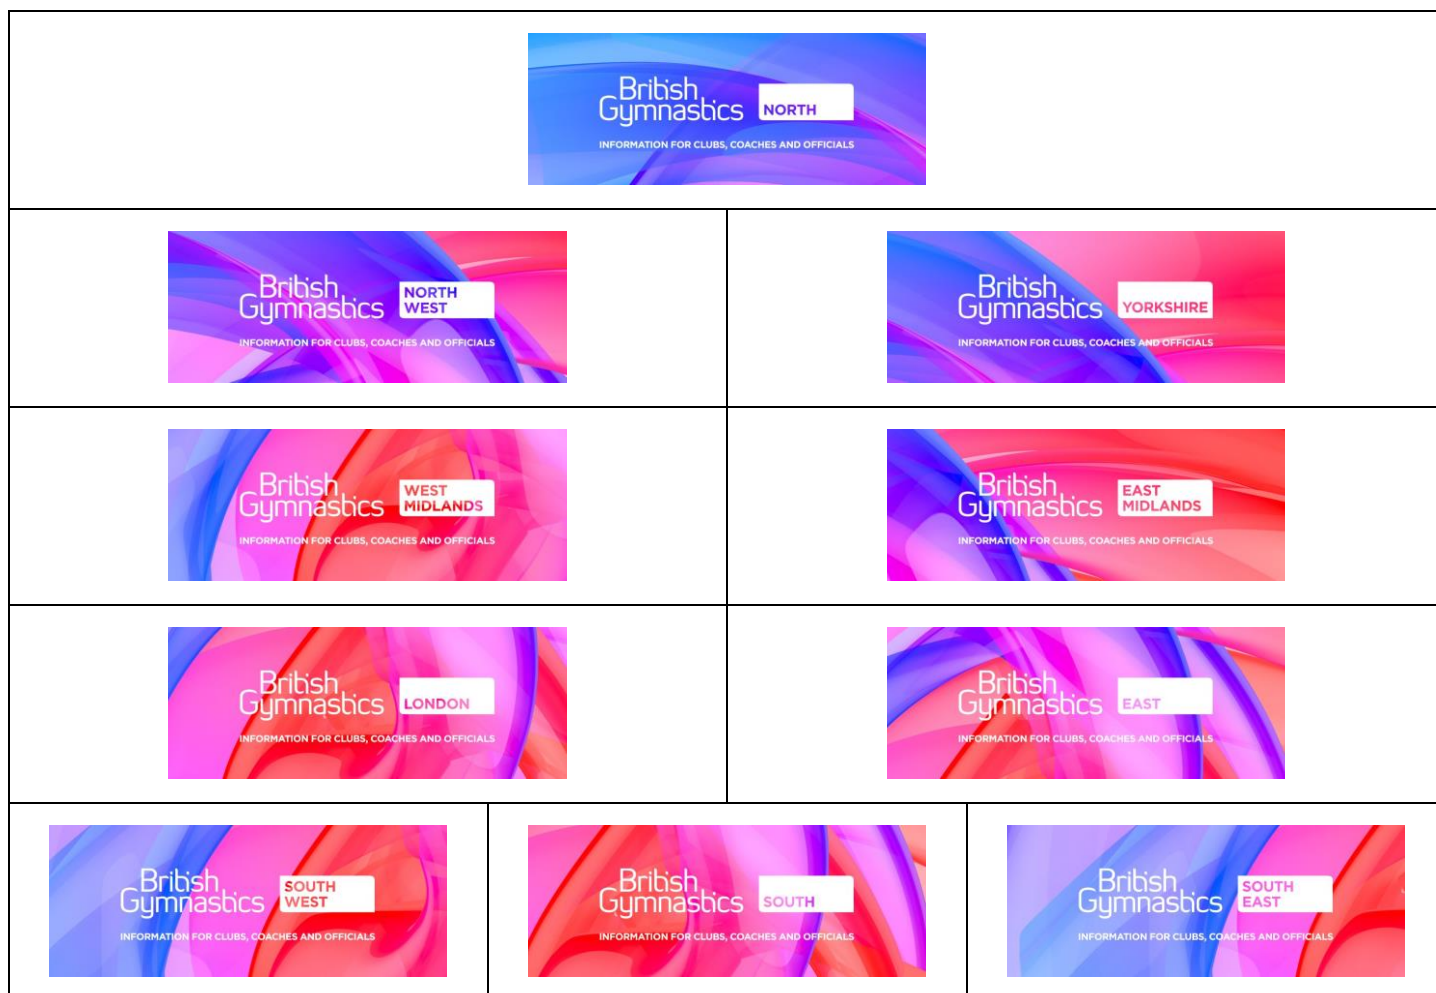 British
Gymnastics
NORTH
INFORMATION FOR CLUBS, COACHES AND OFFICIALS
British
Gymnastics
NORTH
WEST
INFORMATION FOR CLUBS, COACHES AND OFFICIALS
British
Gymnastics
YORKSHIRE
INFORMATION FOR CLUBS, COACHES AND OFFICIALS
British
Gymnastics
WEST
MIDLANDS
INFORMATION FOR CLUBS, COACHES AND OFFICIALS
British
Gymnastics
EAST
MIDLANDS
INFORMATION FOR CLUBS, COACHES AND OFFICIALS
British
Gymnastics
LONDON
INFORMATION FOR CLUBS, COACHES AND OFFICIALS
British
Gymnastics
EAST
INFORMATION FOR CLUBS, COACHES AND OFFICIALS
British
Gymnastics
SOUTH
WEST
INFORMATION FOR CLUBS, COACHES AND OFFICIALS
British
Gymnastics
SOUTH
INFORMATION FOR CLUBS, COACHES AND OFFICIALS
British
Gymnastics
SOUTH
EAST
INFORMATION FOR CLUBS, COACHES AND OFFICIALS